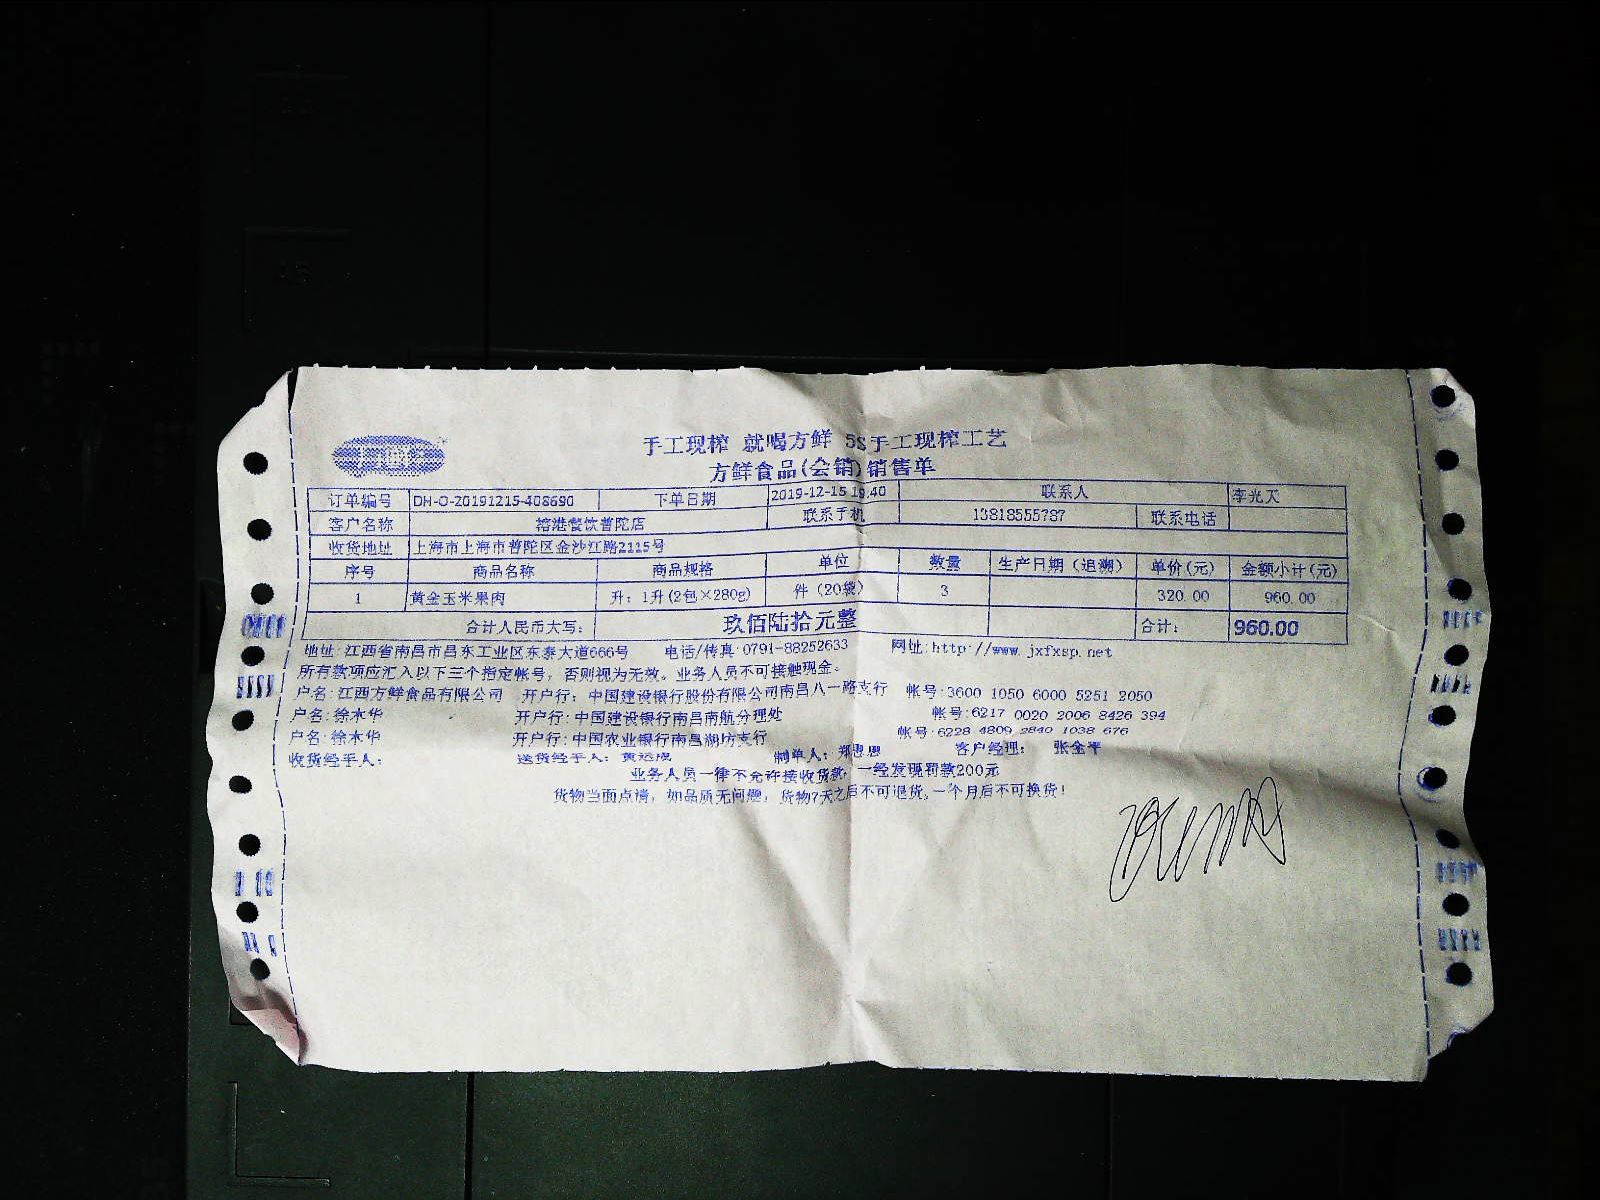 手工现榨 就喝方鲜 52手工现榨工艺
方鲜食品(会销)销售单
订单编号 DH-O-20191215-408690 下单日期 2019-12-15 19:40 联系人 李光灭
客户名称 榕港餐饮普陀店 联系手机 13818555787 联系电话
收货地址 上海市上海市普陀区金沙江路2115号
序号 商品名称 商品规格 单位 数量 生产日期（追溯） 单价(元) 金额小计(元)
1 黄金玉米果肉 升：1升(2包×280g) 件（20袋） 3 320.00 960.00
合计人民币大写： 玖佰陆拾元整 合计： 960.00
地址:江西省南昌市昌东工业区东泰大道666号 电话/传真:0791-88252633 网址:http://www.jxfxsp.net
所有款项应汇入以下三个指定帐号，否则视为无效。业务人员不可接触现金。
户名:江西方鲜食品有限公司 开户行：中国建设银行股份有限公司南昌八一路支行 帐号:3600 1050 6000 5251 2050
户名:徐木华 开户行:中国建设银行南昌南航分理处 帐号:6217 0020 2006 8426 394
户名:徐木华 开户行:中国农业银行南昌湖坊支行 帐号:6228 4809 2840 1038 676
收货经手人: 送货经手人：黄远成 制单人：郑思恩 客户经理： 张金平
业务人员一律不允许接收货款，一经发现罚款200元
货物当面点清，如品质无问题，货物7天之后不可退货,一个月后不可换货！